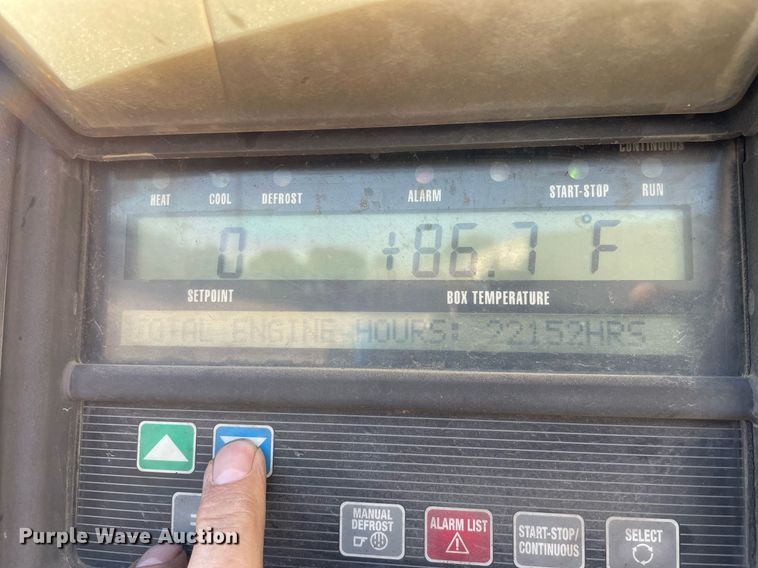 CONTINUOUS
HEAT COOL DEFROST ALARM START-STOP RUN
0 +86.7 °F
SETPOINT BOX TEMPERATURE
TOTAL ENGINE HOURS: 22152HRS
MANUAL DEFROST
ALARM LIST
START-STOP/
CONTINUOUS
SELECT
Purple Wave Auction